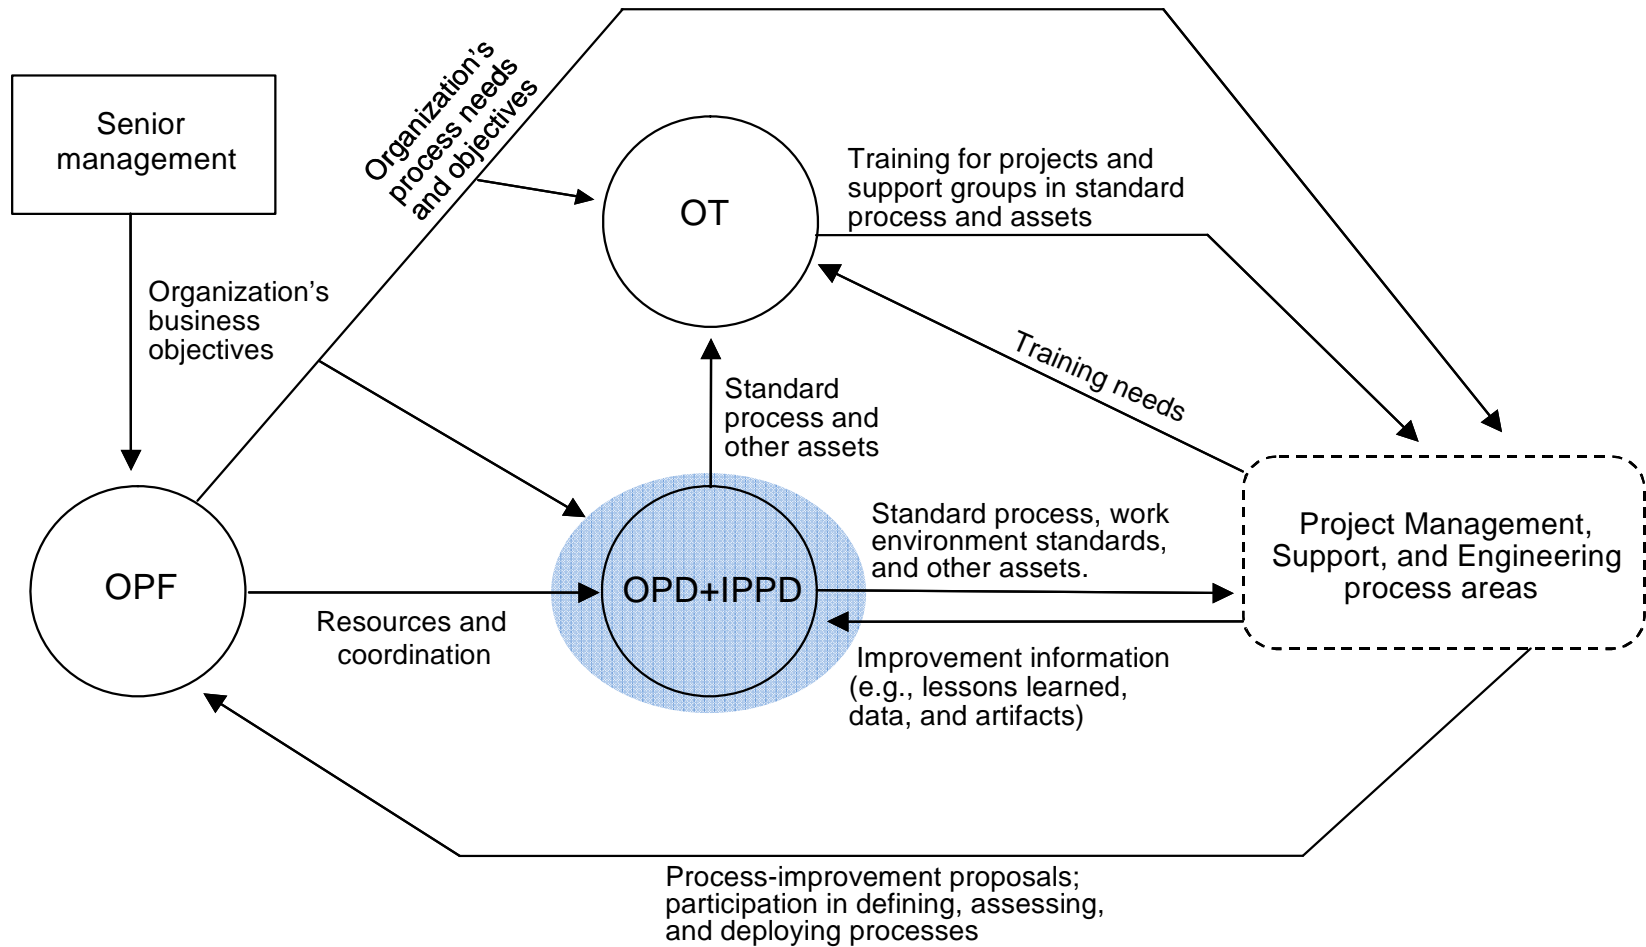 Organization’s
process needs
and objectives
Senior
management
Training for projects and
support groups in standard
process and assets
OT
Organization’s
business
objectives
Training needs
Standard
process and
other assets
Standard process, work
environment standards,
and other assets.
Project Management,
Support, and Engineering
process areas
OPF
OPD+IPPD
Resources and
coordination
Improvement information
(e.g., lessons learned,
data, and artifacts)
Process-improvement proposals;
participation in defining, assessing,
and deploying processes